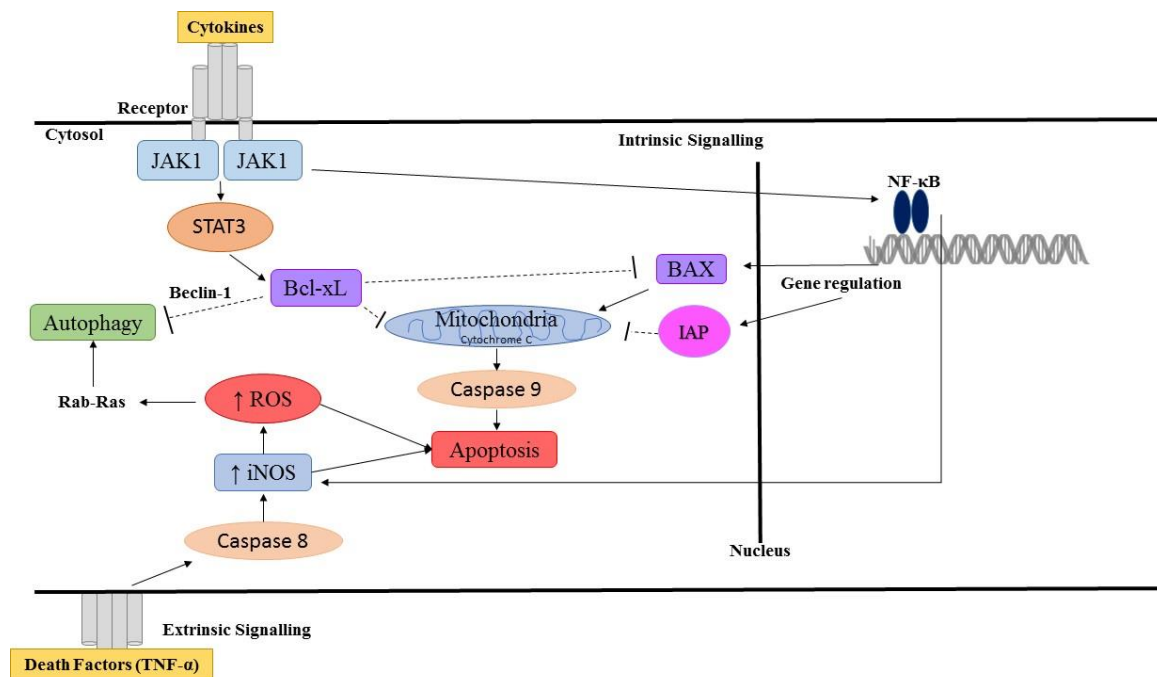 Cytokines
Receptor
Cytosol
Intrinsic Signalling
JAK1
JAK1
NF-κB
STAT3
BAX
Bcl-xL
Gene regulation
Beclin-1
Autophagy
Mitochondria
Cytochrome C
IAP
Caspase 9
Rab-Ras
↑ ROS
Apoptosis
↑ iNOS
Caspase 8
Nucleus
Extrinsic Signalling
Death Factors (TNF-α)